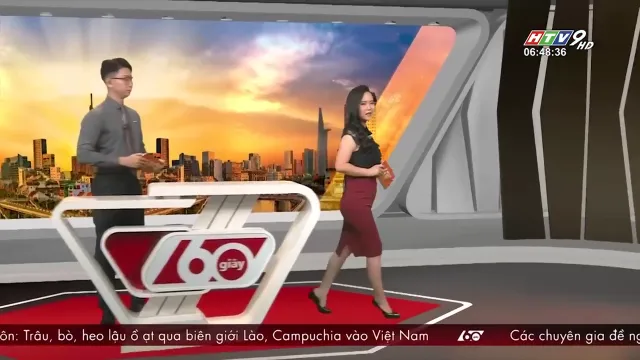 HTV9 HD
06:48:36
60
giây
ôn: Trâu, bò, heo lậu ồ ạt qua biên giới Lào, Campuchia vào Việt Nam 60 Các chuyên gia đề ng